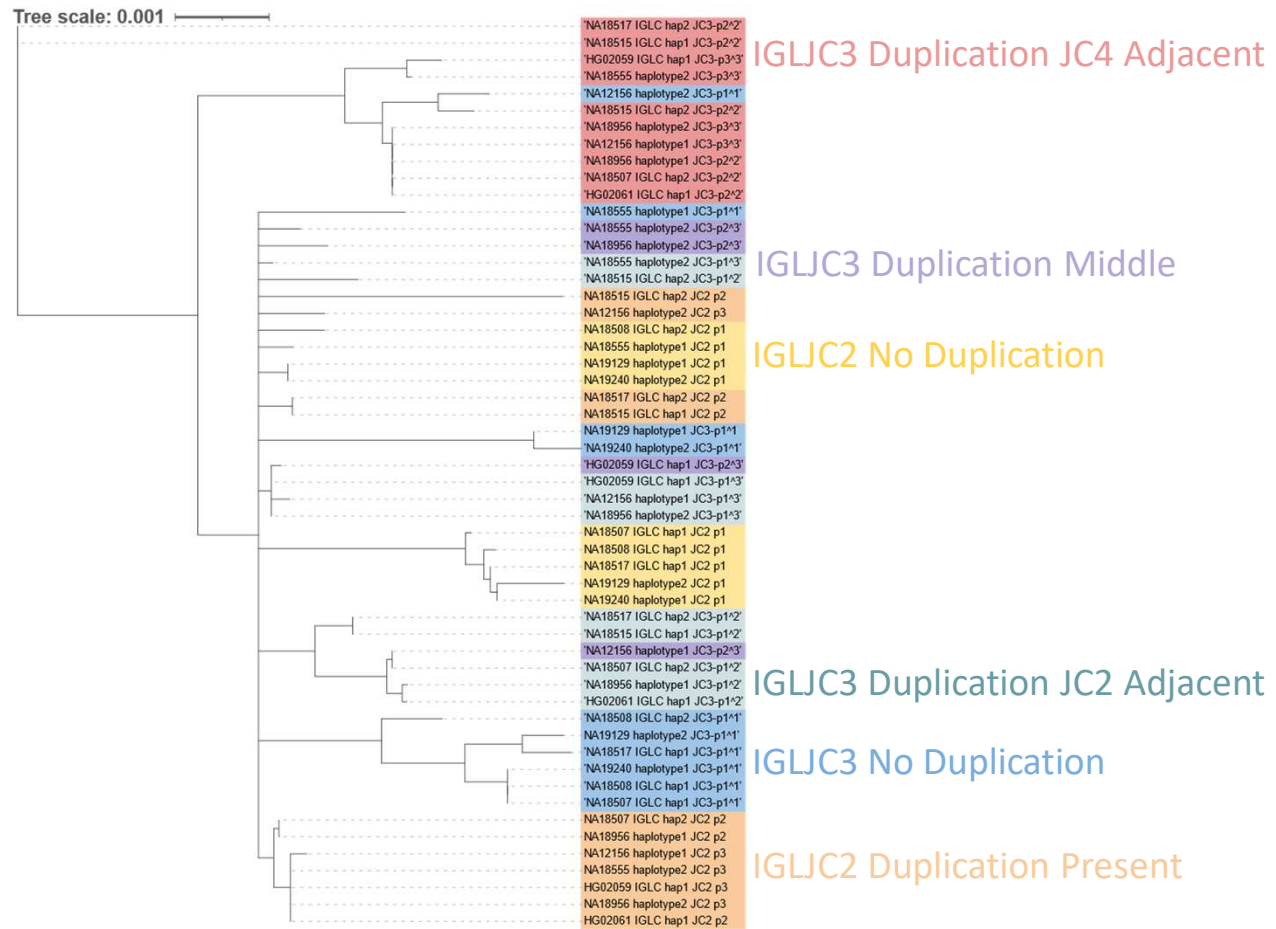 Tree scale: 0.001
'NA18517 IGLC hap2 JC3-p2^2'
'NA18515 IGLC hap1 JC3-p2^2'
IGLJC3 Duplication JC4 Adjacent
'HG02059 IGLC hap1 JC3-p3^3'
'NA18555 haplotype2 JC3-p3^3'
'NA12156 haplotype2 JC3-p1^1'
'NA18515 IGLC hap2 JC3-p2^2'
'NA18956 haplotype2 JC3-p3^3'
'NA12156 haplotype1 JC3-p3^3'
'NA18956 haplotype1 JC3-p2^2'
'NA18507 IGLC hap2 JC3-p2^2'
'HG02061 IGLC hap1 JC3-p2^2'
'NA18555 haplotype1 JC3-p1^1'
'NA18555 haplotype2 JC3-p2^3'
'NA18956 haplotype2 JC3-p2^3'
IGLJC3 Duplication Middle
'NA18555 haplotype2 JC3-p1^3'
'NA18515 IGLC hap2 JC3-p1^2'
NA18515 IGLC hap2 JC2 p2
NA12156 haplotype2 JC2 p3
NA18508 IGLC hap2 JC2 p1
NA18555 haplotype1 JC2 p1
IGLJC2 No Duplication
NA19129 haplotype1 JC2 p1
NA19240 haplotype2 JC2 p1
NA18517 IGLC hap2 JC2 p2
NA18515 IGLC hap1 JC2 p2
NA19129 haplotype1 JC3-p1^1
'NA19240 haplotype2 JC3-p1^1'
'HG02059 IGLC hap1 JC3-p2^3'
'HG02059 IGLC hap1 JC3-p1^3'
'NA12156 haplotype1 JC3-p1^3'
'NA18956 haplotype2 JC3-p1^3'
NA18507 IGLC hap1 JC2 p1
NA18508 IGLC hap1 JC2 p1
NA18517 IGLC hap1 JC2 p1
NA19129 haplotype2 JC2 p1
NA19240 haplotype1 JC2 p1
'NA18517 IGLC hap2 JC3-p1^2'
'NA18515 IGLC hap1 JC3-p1^2'
'NA12156 haplotype1 JC3-p2^3'
'NA18507 IGLC hap2 JC3-p1^2'
IGLJC3 Duplication JC2 Adjacent
'NA18956 haplotype1 JC3-p1^2'
'HG02061 IGLC hap1 JC3-p1^2'
'NA18508 IGLC hap2 JC3-p1^1'
'NA19129 haplotype2 JC3-p1^1'
'NA18517 IGLC hap1 JC3-p1^1'
IGLJC3 No Duplication
'NA19240 haplotype1 JC3-p1^1'
'NA18508 IGLC hap1 JC3-p1^1'
'NA18507 IGLC hap1 JC3-p1^1'
NA18507 IGLC hap2 JC2 p2
NA18956 haplotype1 JC2 p2
NA12156 haplotype1 JC2 p3
IGLJC2 Duplication Present
NA18555 haplotype2 JC2 p3
HG02059 IGLC hap1 JC2 p3
NA18956 haplotype2 JC2 p3
HG02061 IGLC hap1 JC2 p2